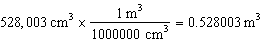 528,003 cm³ × 1 m³ / 1000000 cm³ = 0.528003 m³